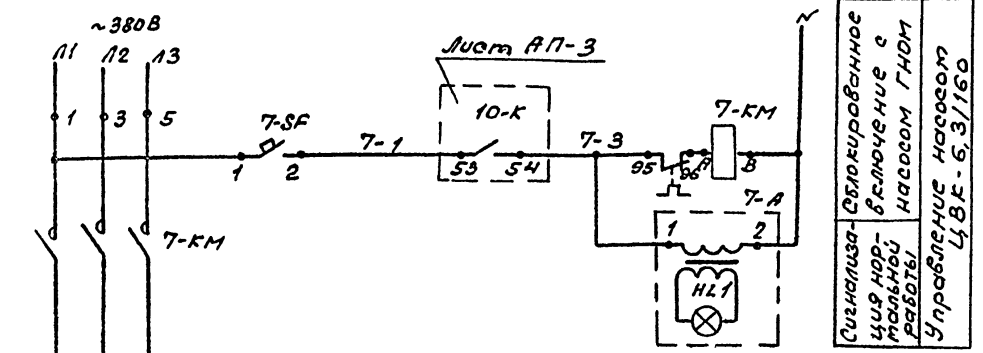 ~380В
Л1 Л2 Л3
1 3 5
7-SF
1 2
7-1
Лист АП-3
10-К
53 54
7-3
95 96
А В
7-КМ
N
7-КМ
7-А
1 2
HL1
Сблокированное
включение с
насосом ГНОМ
Сигнализа-
ция нор-
мальной
работы
Управление насосом
ЦВК-6,3/160